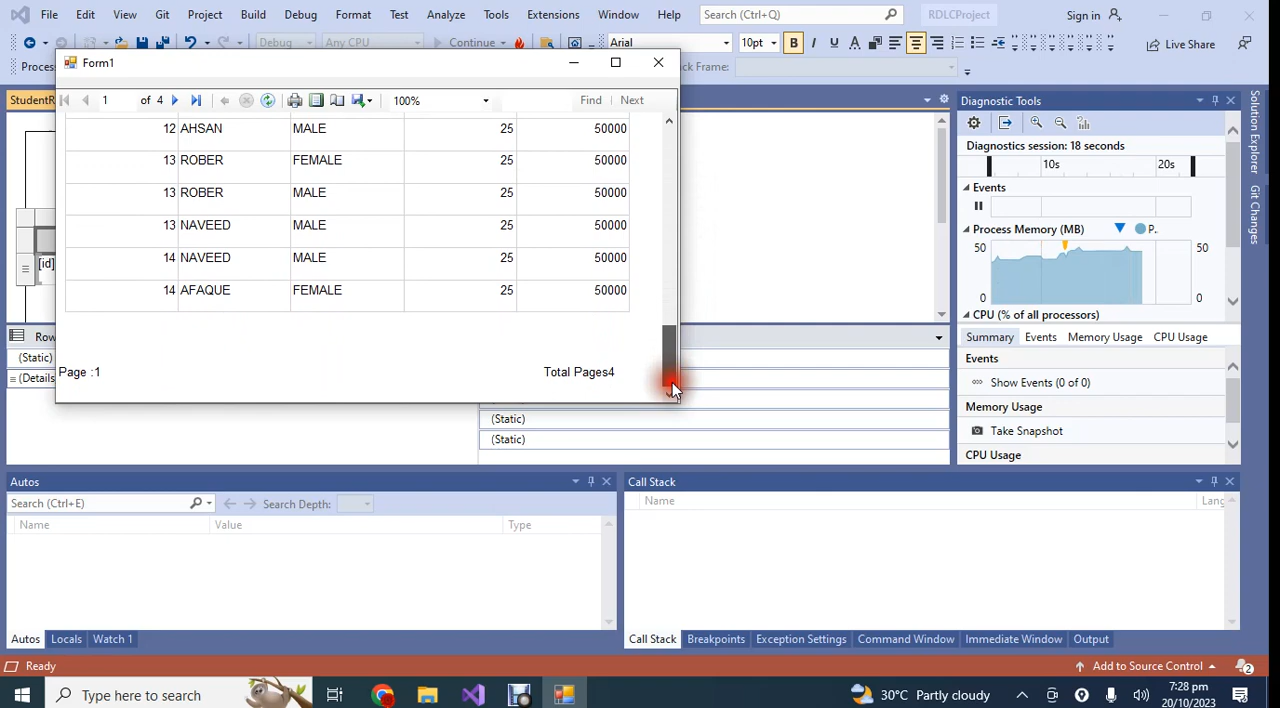 File Edit View Git Project Build Debug Format Test Analyze Tools Extensions Window Help Search (Ctrl+Q) RDLCProject Sign in
Debug Any CPU Continue Arial 10pt B I U A Live Share
Proces Frame:
Form1
StudentR Diagnostic Tools
1 of 4 100% Find Next
Diagnostics session: 18 seconds
10s 20s
Events
Process Memory (MB) P..
50 50
0 0
CPU (% of all processors)
Summary Events Memory Usage CPU Usage
Events
Show Events (0 of 0)
Memory Usage
Take Snapshot
CPU Usage
Solution Explorer
Git Changes
12 AHSAN MALE 25 50000
13 ROBER FEMALE 25 50000
13 ROBER MALE 25 50000
13 NAVEED MALE 25 50000
14 NAVEED MALE 25 50000
14 AFAQUE FEMALE 25 50000
Page :1 Total Pages4
[id]
Row
(Static)
(Details
(Static)
(Static)
Autos
Search (Ctrl+E) Search Depth:
Name Value Type
Autos Locals Watch 1
Call Stack
Name Lang
Call Stack Breakpoints Exception Settings Command Window Immediate Window Output
Ready Add to Source Control 2
Type here to search 30°C Partly cloudy 7:28 pm
20/10/2023